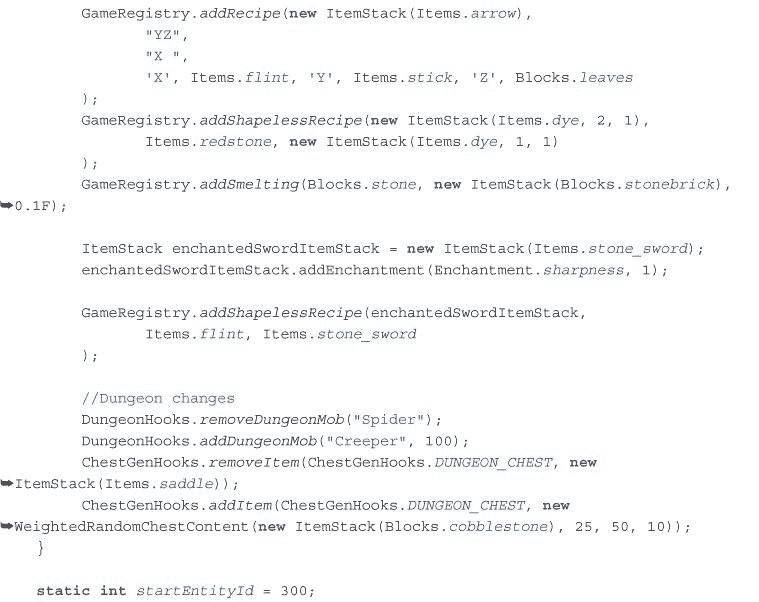 GameRegistry.addRecipe(new ItemStack(Items.arrow),
"YZ",
"X ",
'X', Items.flint, 'Y', Items.stick, 'Z', Blocks.leaves
);
GameRegistry.addShapelessRecipe(new ItemStack(Items.dye, 2, 1),
Items.redstone, new ItemStack(Items.dye, 1, 1)
);
GameRegistry.addSmelting(Blocks.stone, new ItemStack(Blocks.stonebrick),
➥0.1F);
ItemStack enchantedSwordItemStack = new ItemStack(Items.stone_sword);
enchantedSwordItemStack.addEnchantment(Enchantment.sharpness, 1);
GameRegistry.addShapelessRecipe(enchantedSwordItemStack,
Items.flint, Items.stone_sword
);
//Dungeon changes
DungeonHooks.removeDungeonMob("Spider");
DungeonHooks.addDungeonMob("Creeper", 100);
ChestGenHooks.removeItem(ChestGenHooks.DUNGEON_CHEST, new
➥ItemStack(Items.saddle));
ChestGenHooks.addItem(ChestGenHooks.DUNGEON_CHEST, new
➥WeightedRandomChestContent(new ItemStack(Blocks.cobblestone), 25, 50, 10));
}
static int startEntityId = 300;